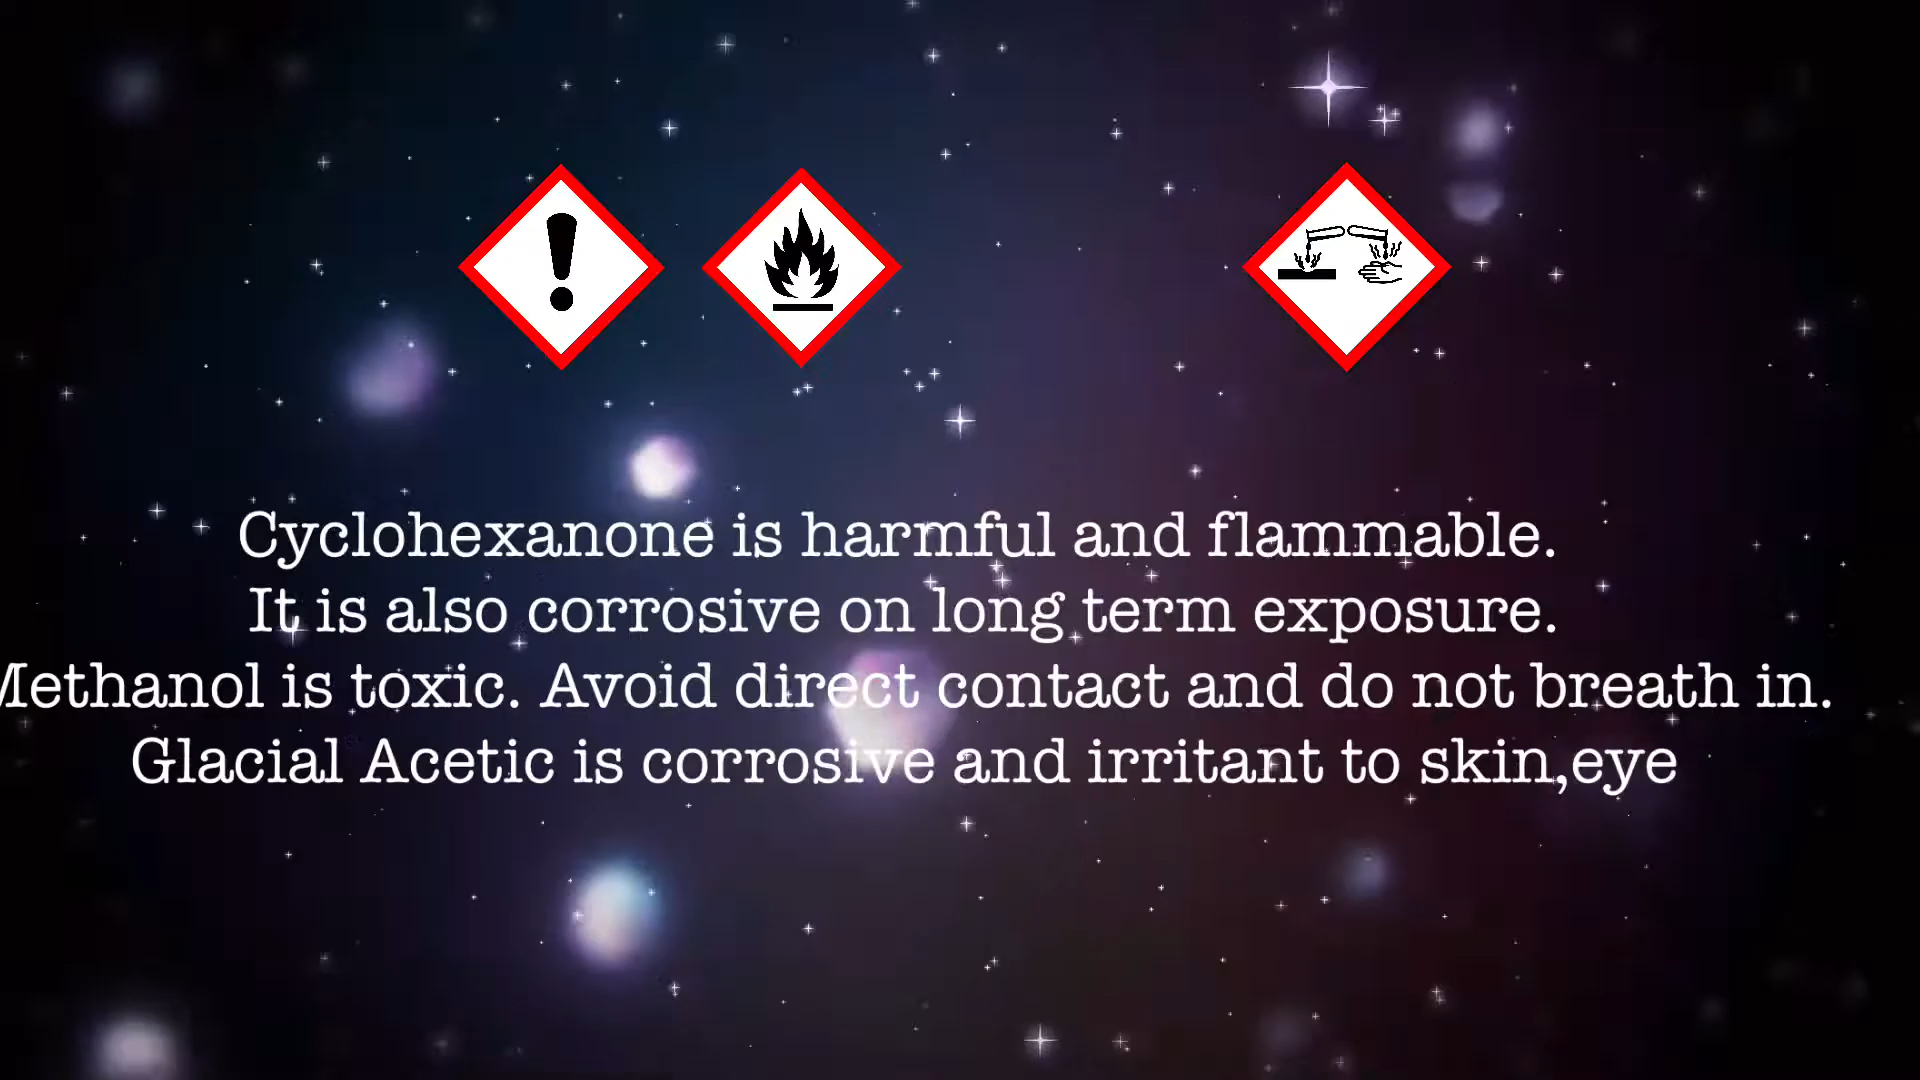 Cyclohexanone is harmful and flammable.
It is also corrosive on long term exposure.
Methanol is toxic. Avoid direct contact and do not breath in.
Glacial Acetic is corrosive and irritant to skin,eye